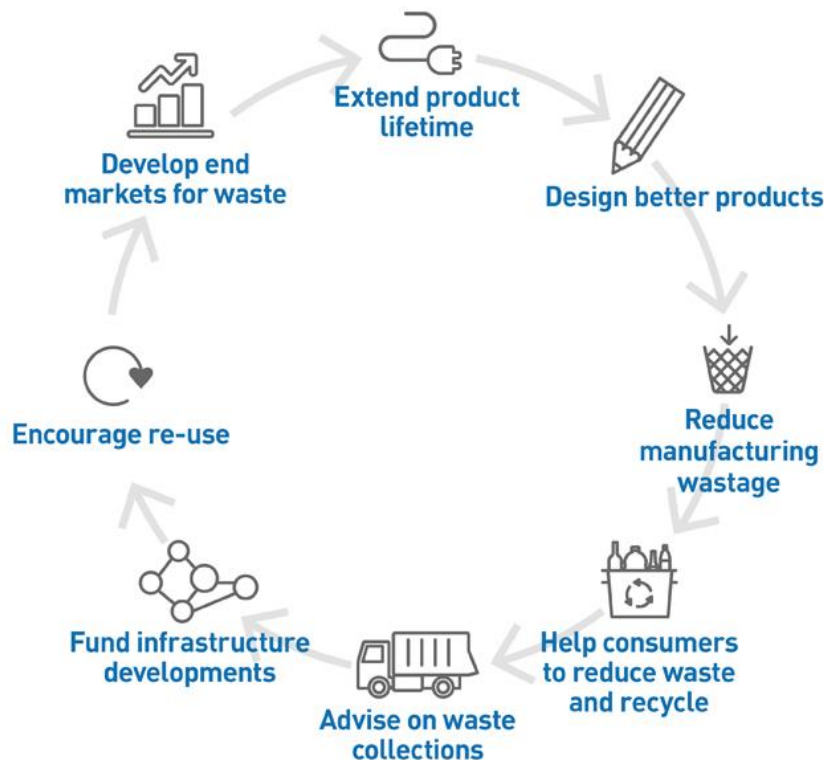 Extend product
lifetime
Design better products
Reduce
manufacturing
wastage
Help consumers
to reduce waste
and recycle
Advise on waste
collections
Fund infrastructure
developments
Encourage re-use
Develop end
markets for waste